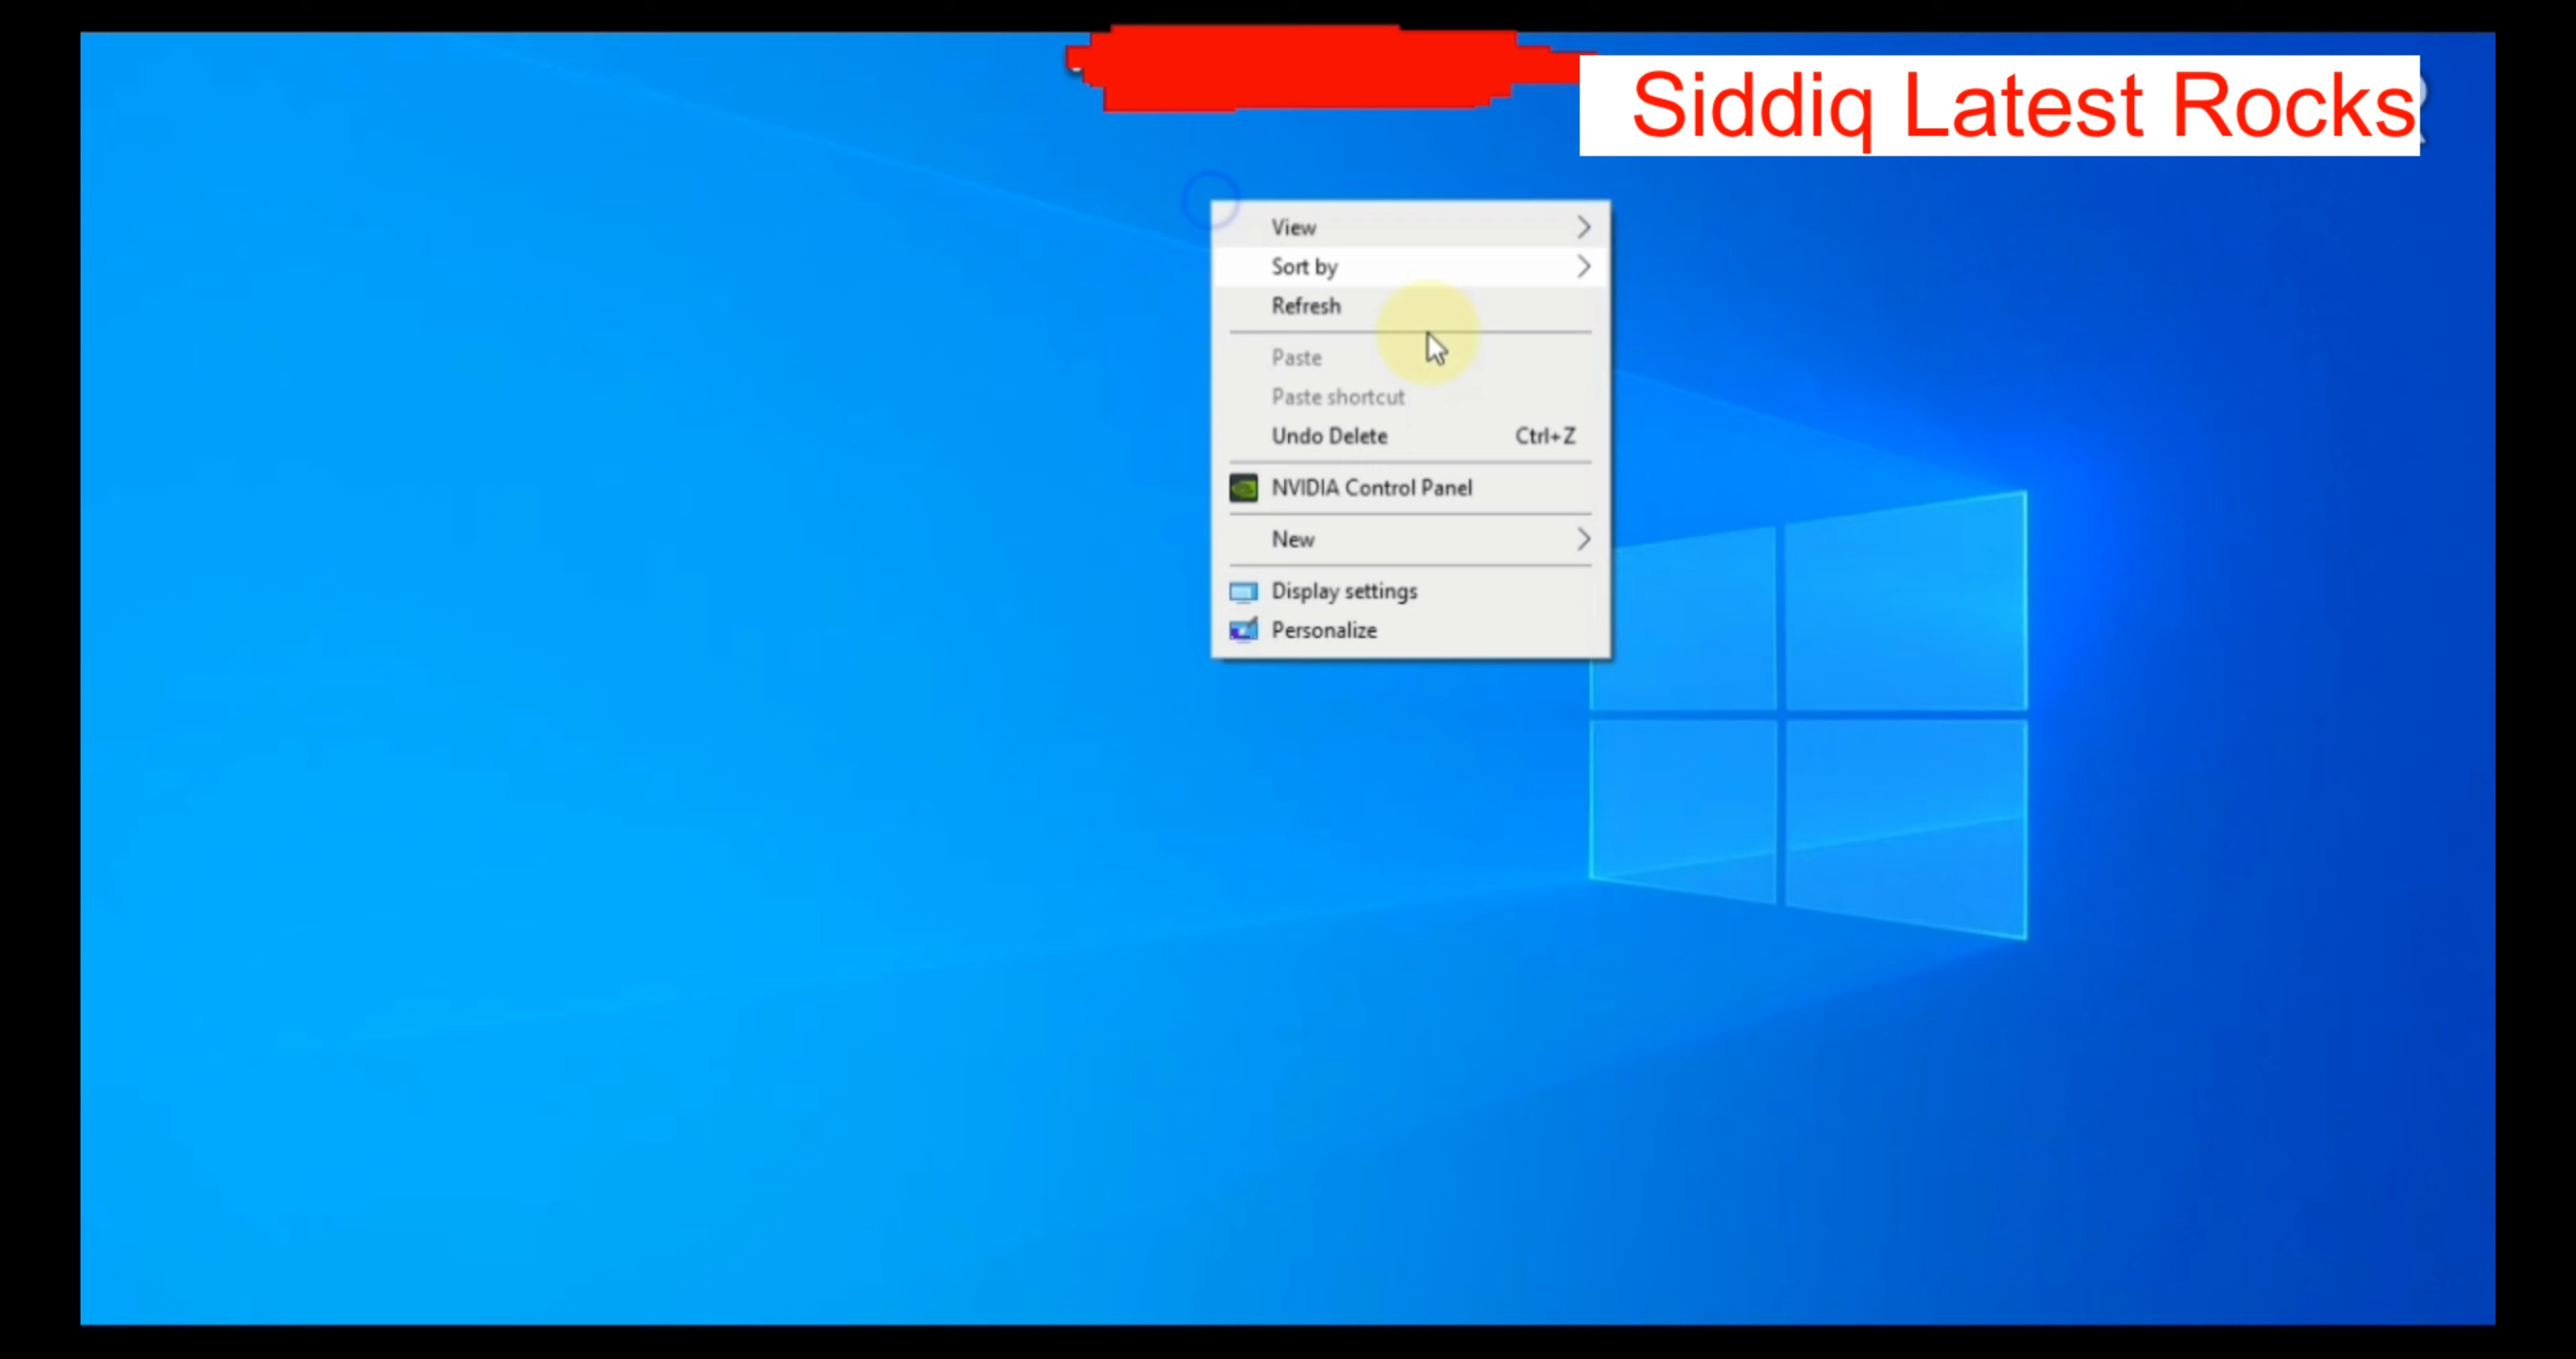 Siddiq Latest Rocks
View
Sort by
Refresh
Paste
Paste shortcut
Undo Delete Ctrl+Z
NVIDIA Control Panel
New
Display settings
Personalize